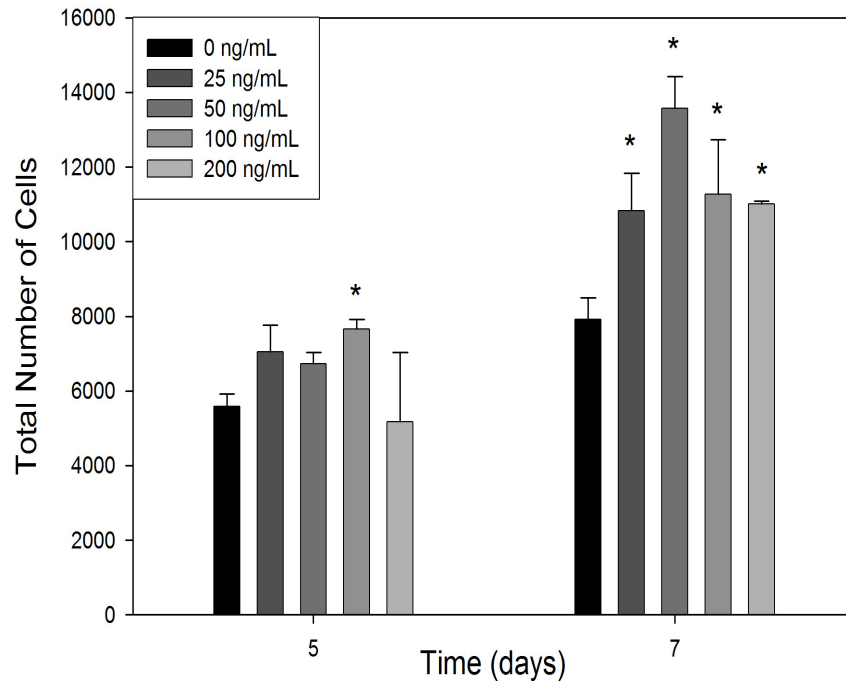 16000
14000
12000
10000
8000
6000
4000
2000
0
Total Number of Cells
0 ng/mL
25 ng/mL
50 ng/mL
100 ng/mL
200 ng/mL
*
*
*
*
*
5
7
Time (days)